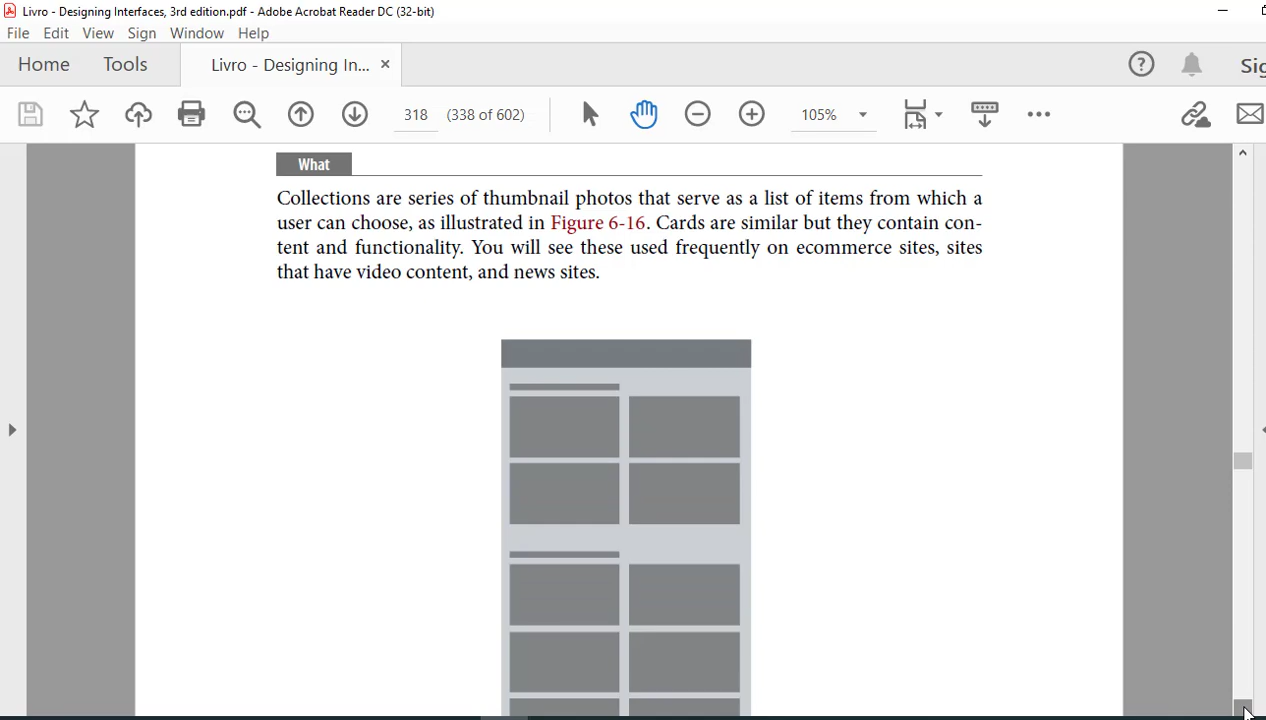 Livro - Designing Interfaces, 3rd edition.pdf - Adobe Acrobat Reader DC (32-bit)
File Edit View Sign Window Help
Home Tools Livro - Designing In... × ? Sig
318 (338 of 602) 105%
What
Collections are series of thumbnail photos that serve as a list of items from which a
user can choose, as illustrated in Figure 6-16. Cards are similar but they contain con-
tent and functionality. You will see these used frequently on ecommerce sites, sites
that have video content, and news sites.